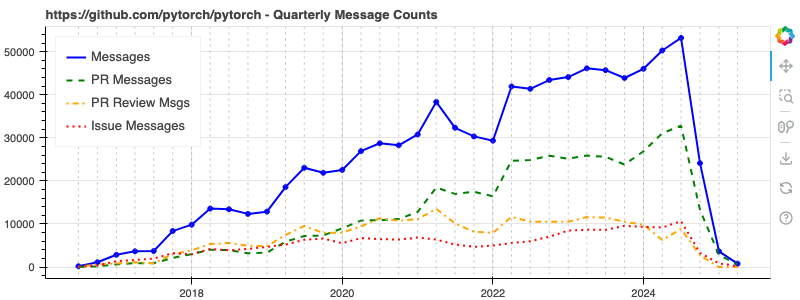 https://github.com/pytorch/pytorch - Quarterly Message Counts
50000
40000
30000
20000
10000
0
Messages
PR Messages
PR Review Msgs
Issue Messages
2018
2020
2022
2024